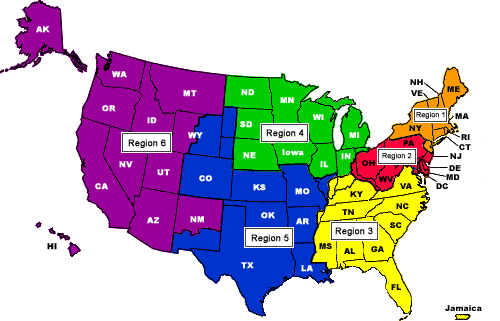 AK
WA
MT
ND
MN
OR
ID
WY
SD
WI
MI
NH
VE
ME
Region 1
MA
NY
RI
CT
Region 6
Region 4
NE
Iowa
IL
IN
OH
PA
Region 2
NJ
DE
MD
DC
WV
NV
UT
CO
KS
MO
KY
VA
CA
AZ
NM
OK
AR
TN
NC
SC
Region 5
Region 3
MS
AL
GA
TX
LA
FL
HI
Jamaica